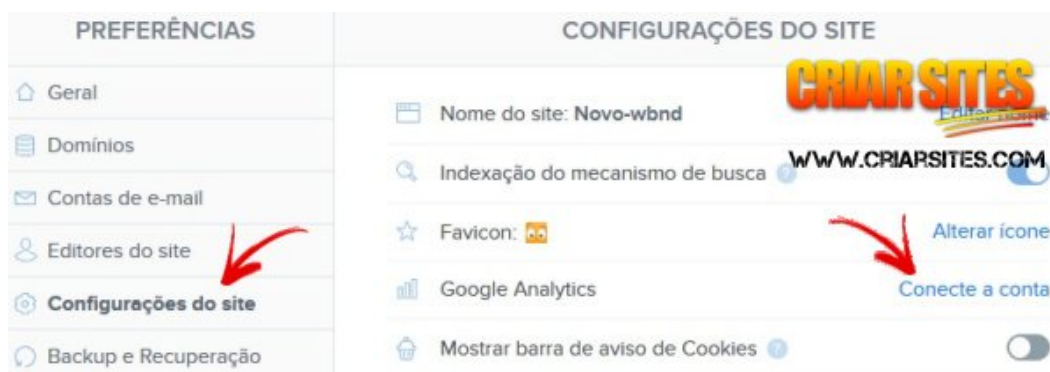 PREFERÊNCIAS
Geral
Domínios
Contas de e-mail
Editores do site
Configurações do site
Backup e Recuperação
CONFIGURAÇÕES DO SITE
CRIAR SITES
WWW.CRIARSITES.COM
Nome do site: Novo-wbnd
Editar nome
Indexação do mecanismo de busca ?
Favicon:
Alterar ícone
Google Analytics
Conecte a conta
Mostrar barra de aviso de Cookies ?